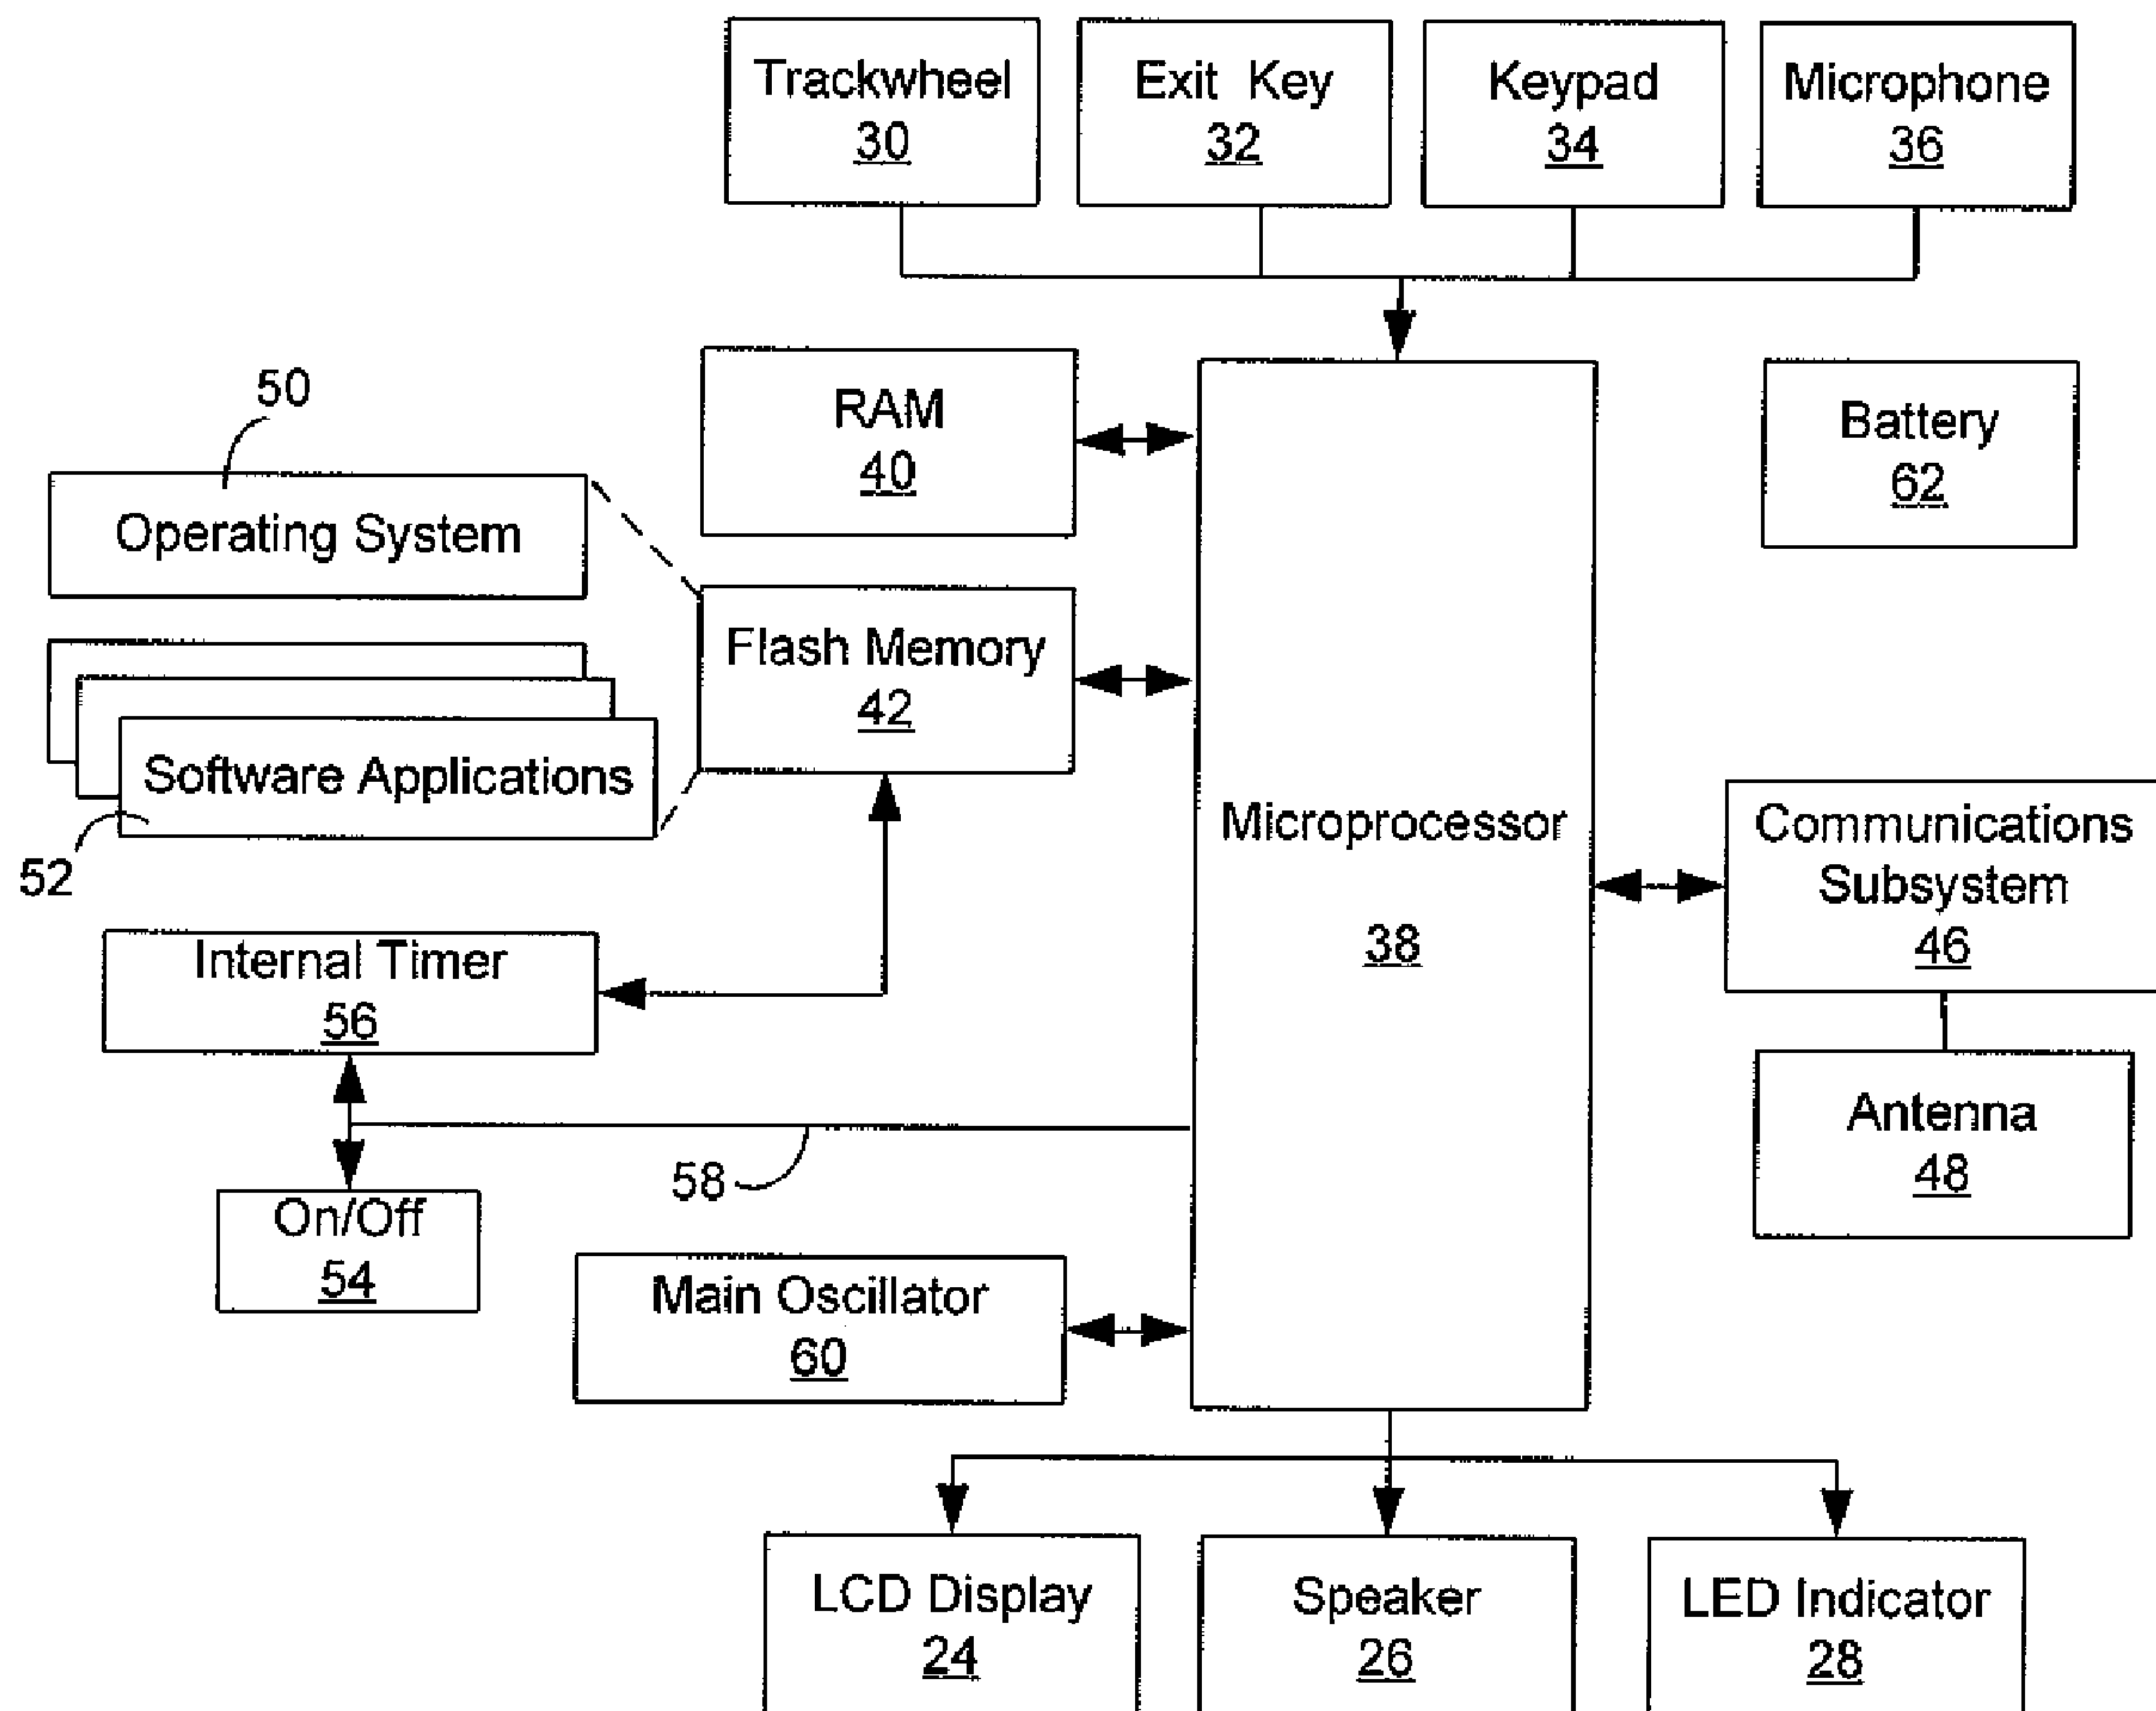 Trackwheel
30
Exit Key
32
Keypad
34
Microphone
36
RAM
40
Battery
62
50
Operating System
Flash Memory
42
Software Applications
52
Microprocessor
38
Communications
Subsystem
46
Internal Timer
56
Antenna
48
58
On/Off
54
Main Oscillator
60
LCD Display
24
Speaker
26
LED Indicator
28